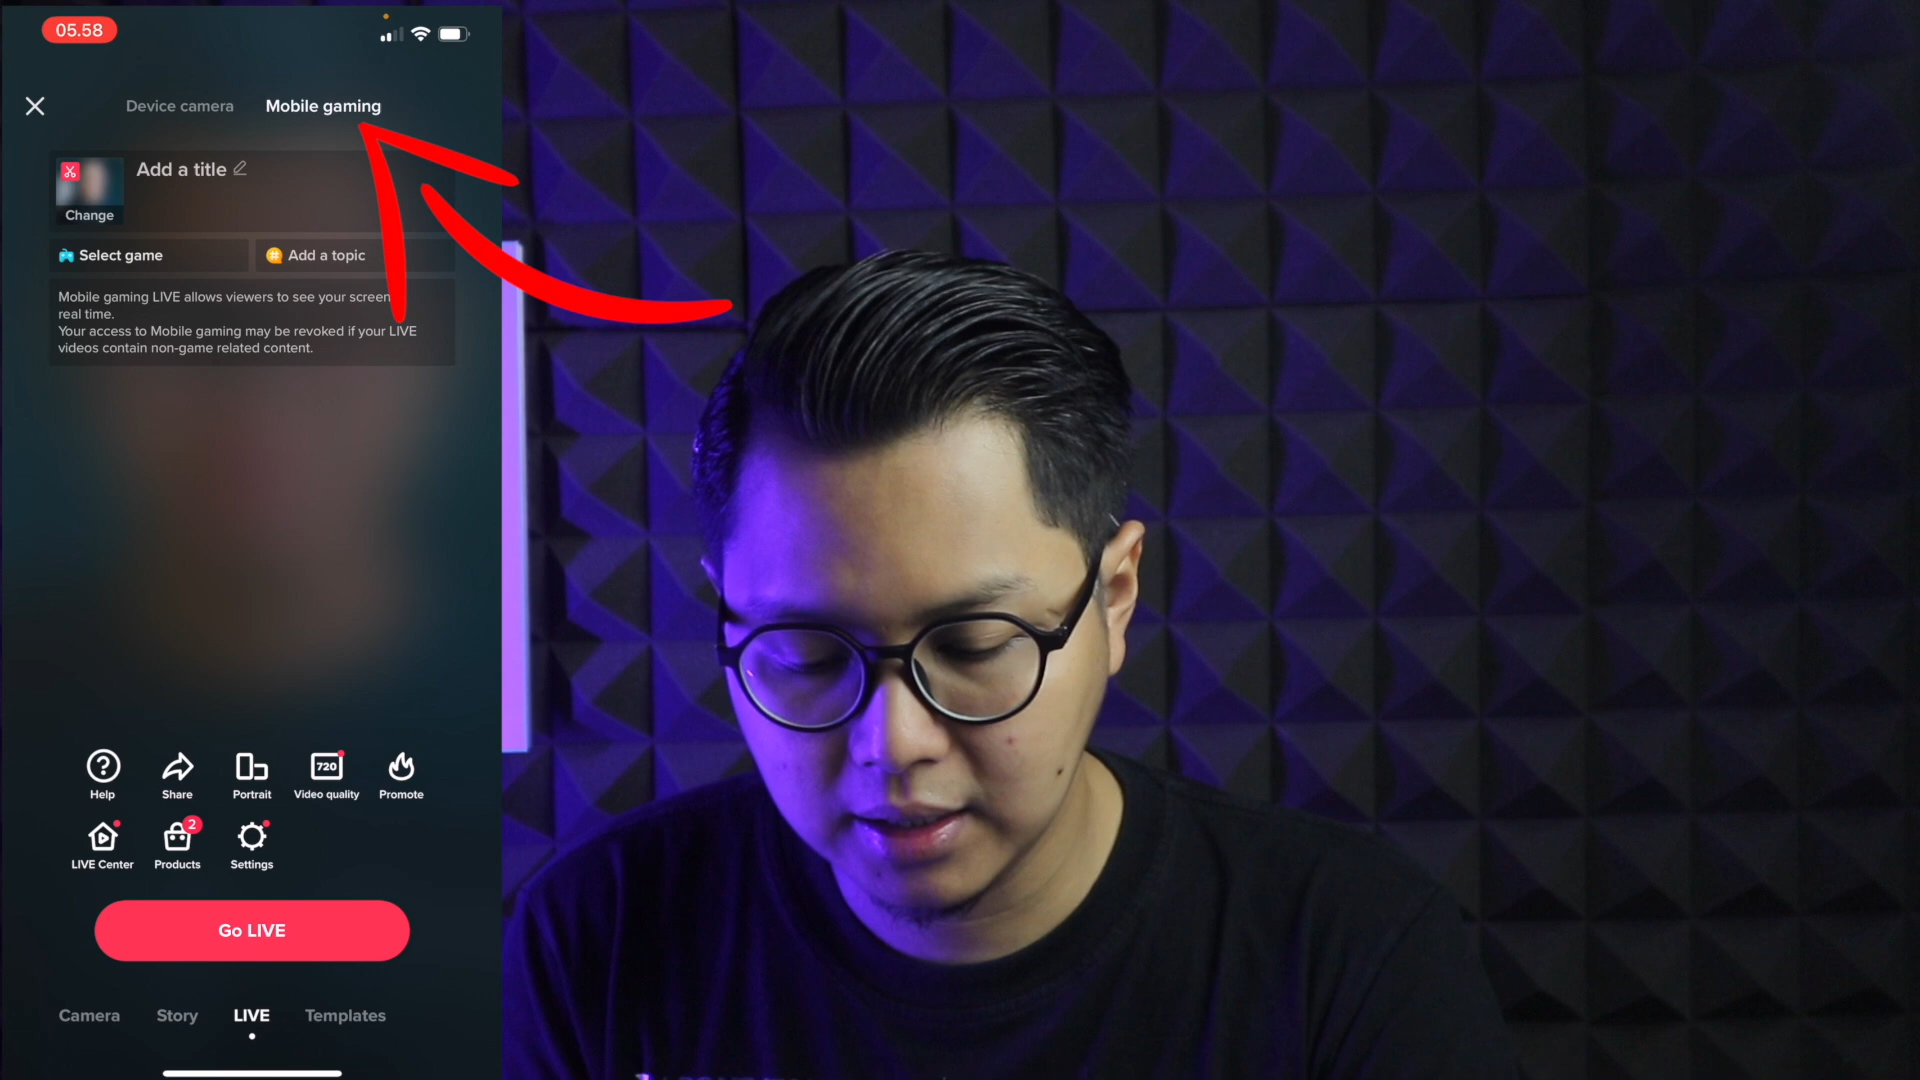 05.58
Device camera
Mobile gaming
Add a title
Change
Select game
# Add a topic
Mobile gaming LIVE allows viewers to see your screen
real time.
Your access to Mobile gaming may be revoked if your LIVE
videos contain non-game related content.
Help
Share
Portrait
720
Video quality
Promote
LIVE Center
2
Products
Settings
Go LIVE
Camera
Story
LIVE
Templates